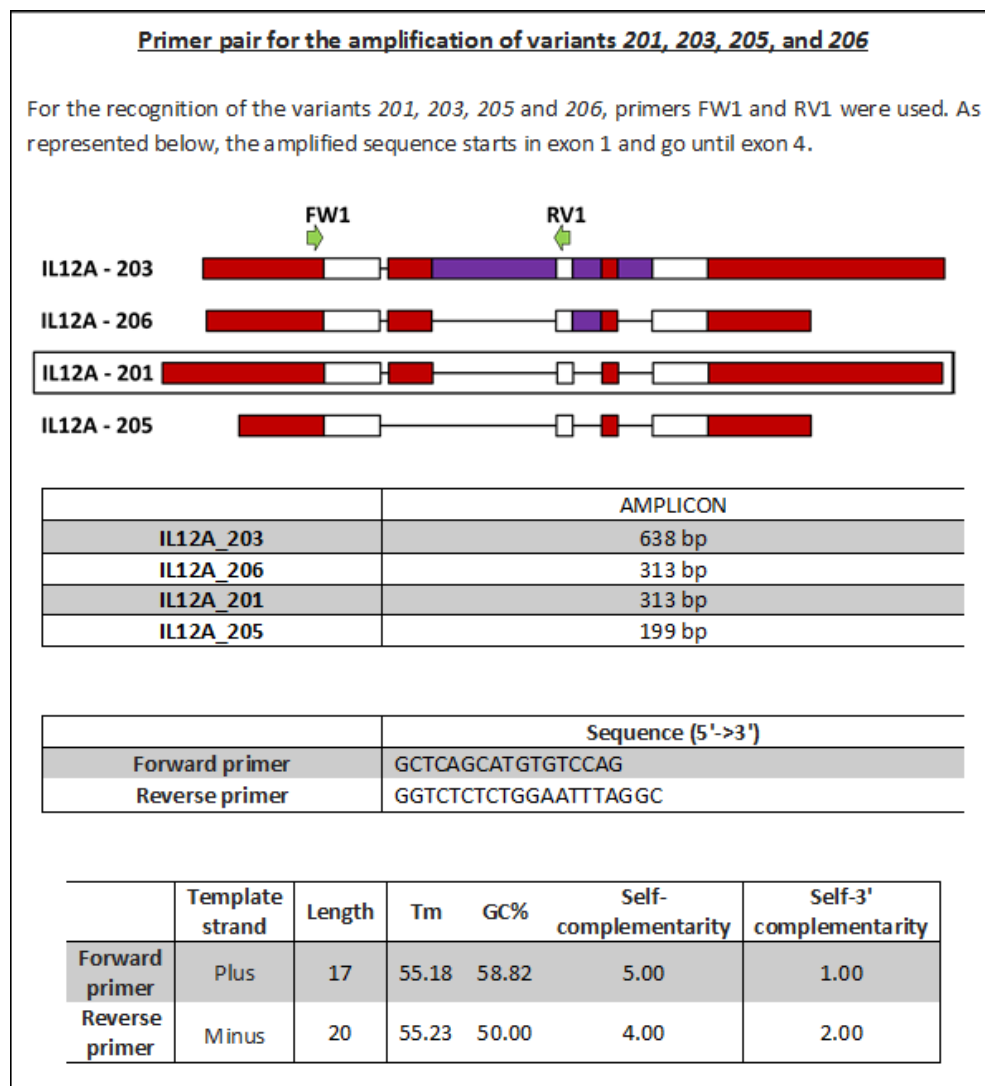 Primer pair for the amplification of variants 201, 203, 205, and 206
For the recognition of the variants 201, 203, 205 and 206, primers FW1 and RV1 were used. As
represented below, the amplified sequence starts in exon 1 and go until exon 4.
FW1 RV1
IL12A - 203
IL12A - 206
IL12A - 201
IL12A - 205
AMPLICON
IL12A_203 638 bp
IL12A_206 313 bp
IL12A_201 313 bp
IL12A_205 199 bp
Sequence (5'->3')
Forward primer GCTCAGCATGTGTCCAG
Reverse primer GGTCTCTCTGGAATTTAGGC
Template strand Length Tm GC% Self-complementarity Self-3' complementarity
Forward primer Plus 17 55.18 58.82 5.00 1.00
Reverse primer Minus 20 55.23 50.00 4.00 2.00